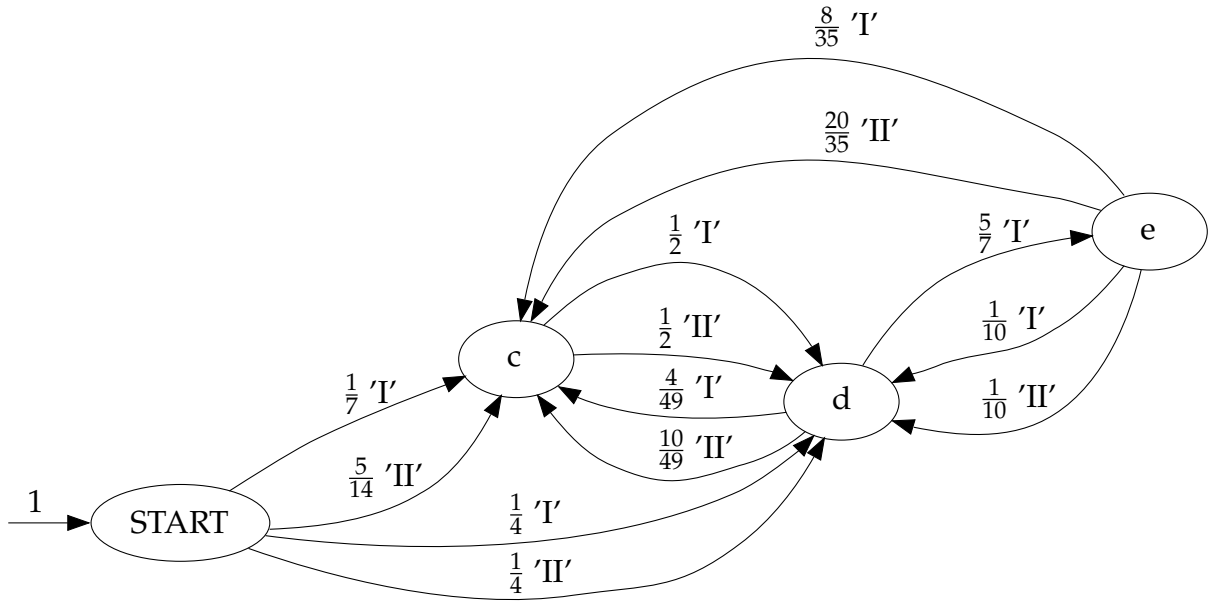 8/35 'I'
20/35 'II'
1/2 'I'
5/7 'I'
e
1/2 'II'
1/10 'I'
c
1/7 'I'
4/49 'I'
d
1/10 'II'
10/49 'II'
5/14 'II'
1
START
1/4 'I'
1/4 'II'